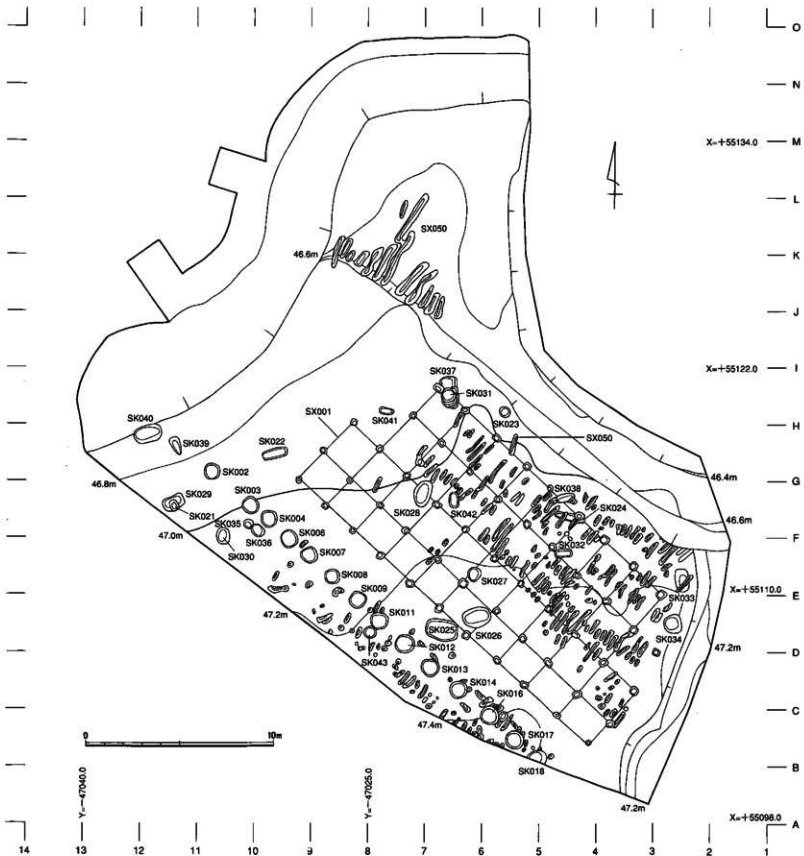 O
N
X=+55134.0
M
L
SX050
46.6m
K
J
X=+55122.0
I
SK037
SK031
SK040
SX001
SK041
SK023
H
SK039
SK022
SX050
46.4m
SK002
46.8m
SK029
SK003
SK028
SK042
SK038
SK024
G
46.6m
SK021
47.0m
SK035
SK004
SK036
SK006
SK030
SK007
SK032
F
SK008
SK027
SK033
X=+55110.0
E
47.2m
SK009
SK011
SK025
SK026
SK034
SK012
47.2m
D
SK043
SK013
SK014
SK016
47.4m
C
SK017
0
10m
SK018
B
Y=-47040.0
Y=-47025.0
47.2m
X=+55098.0
A
14 13 12 11 10 9 8 7 6 5 4 3 2 1